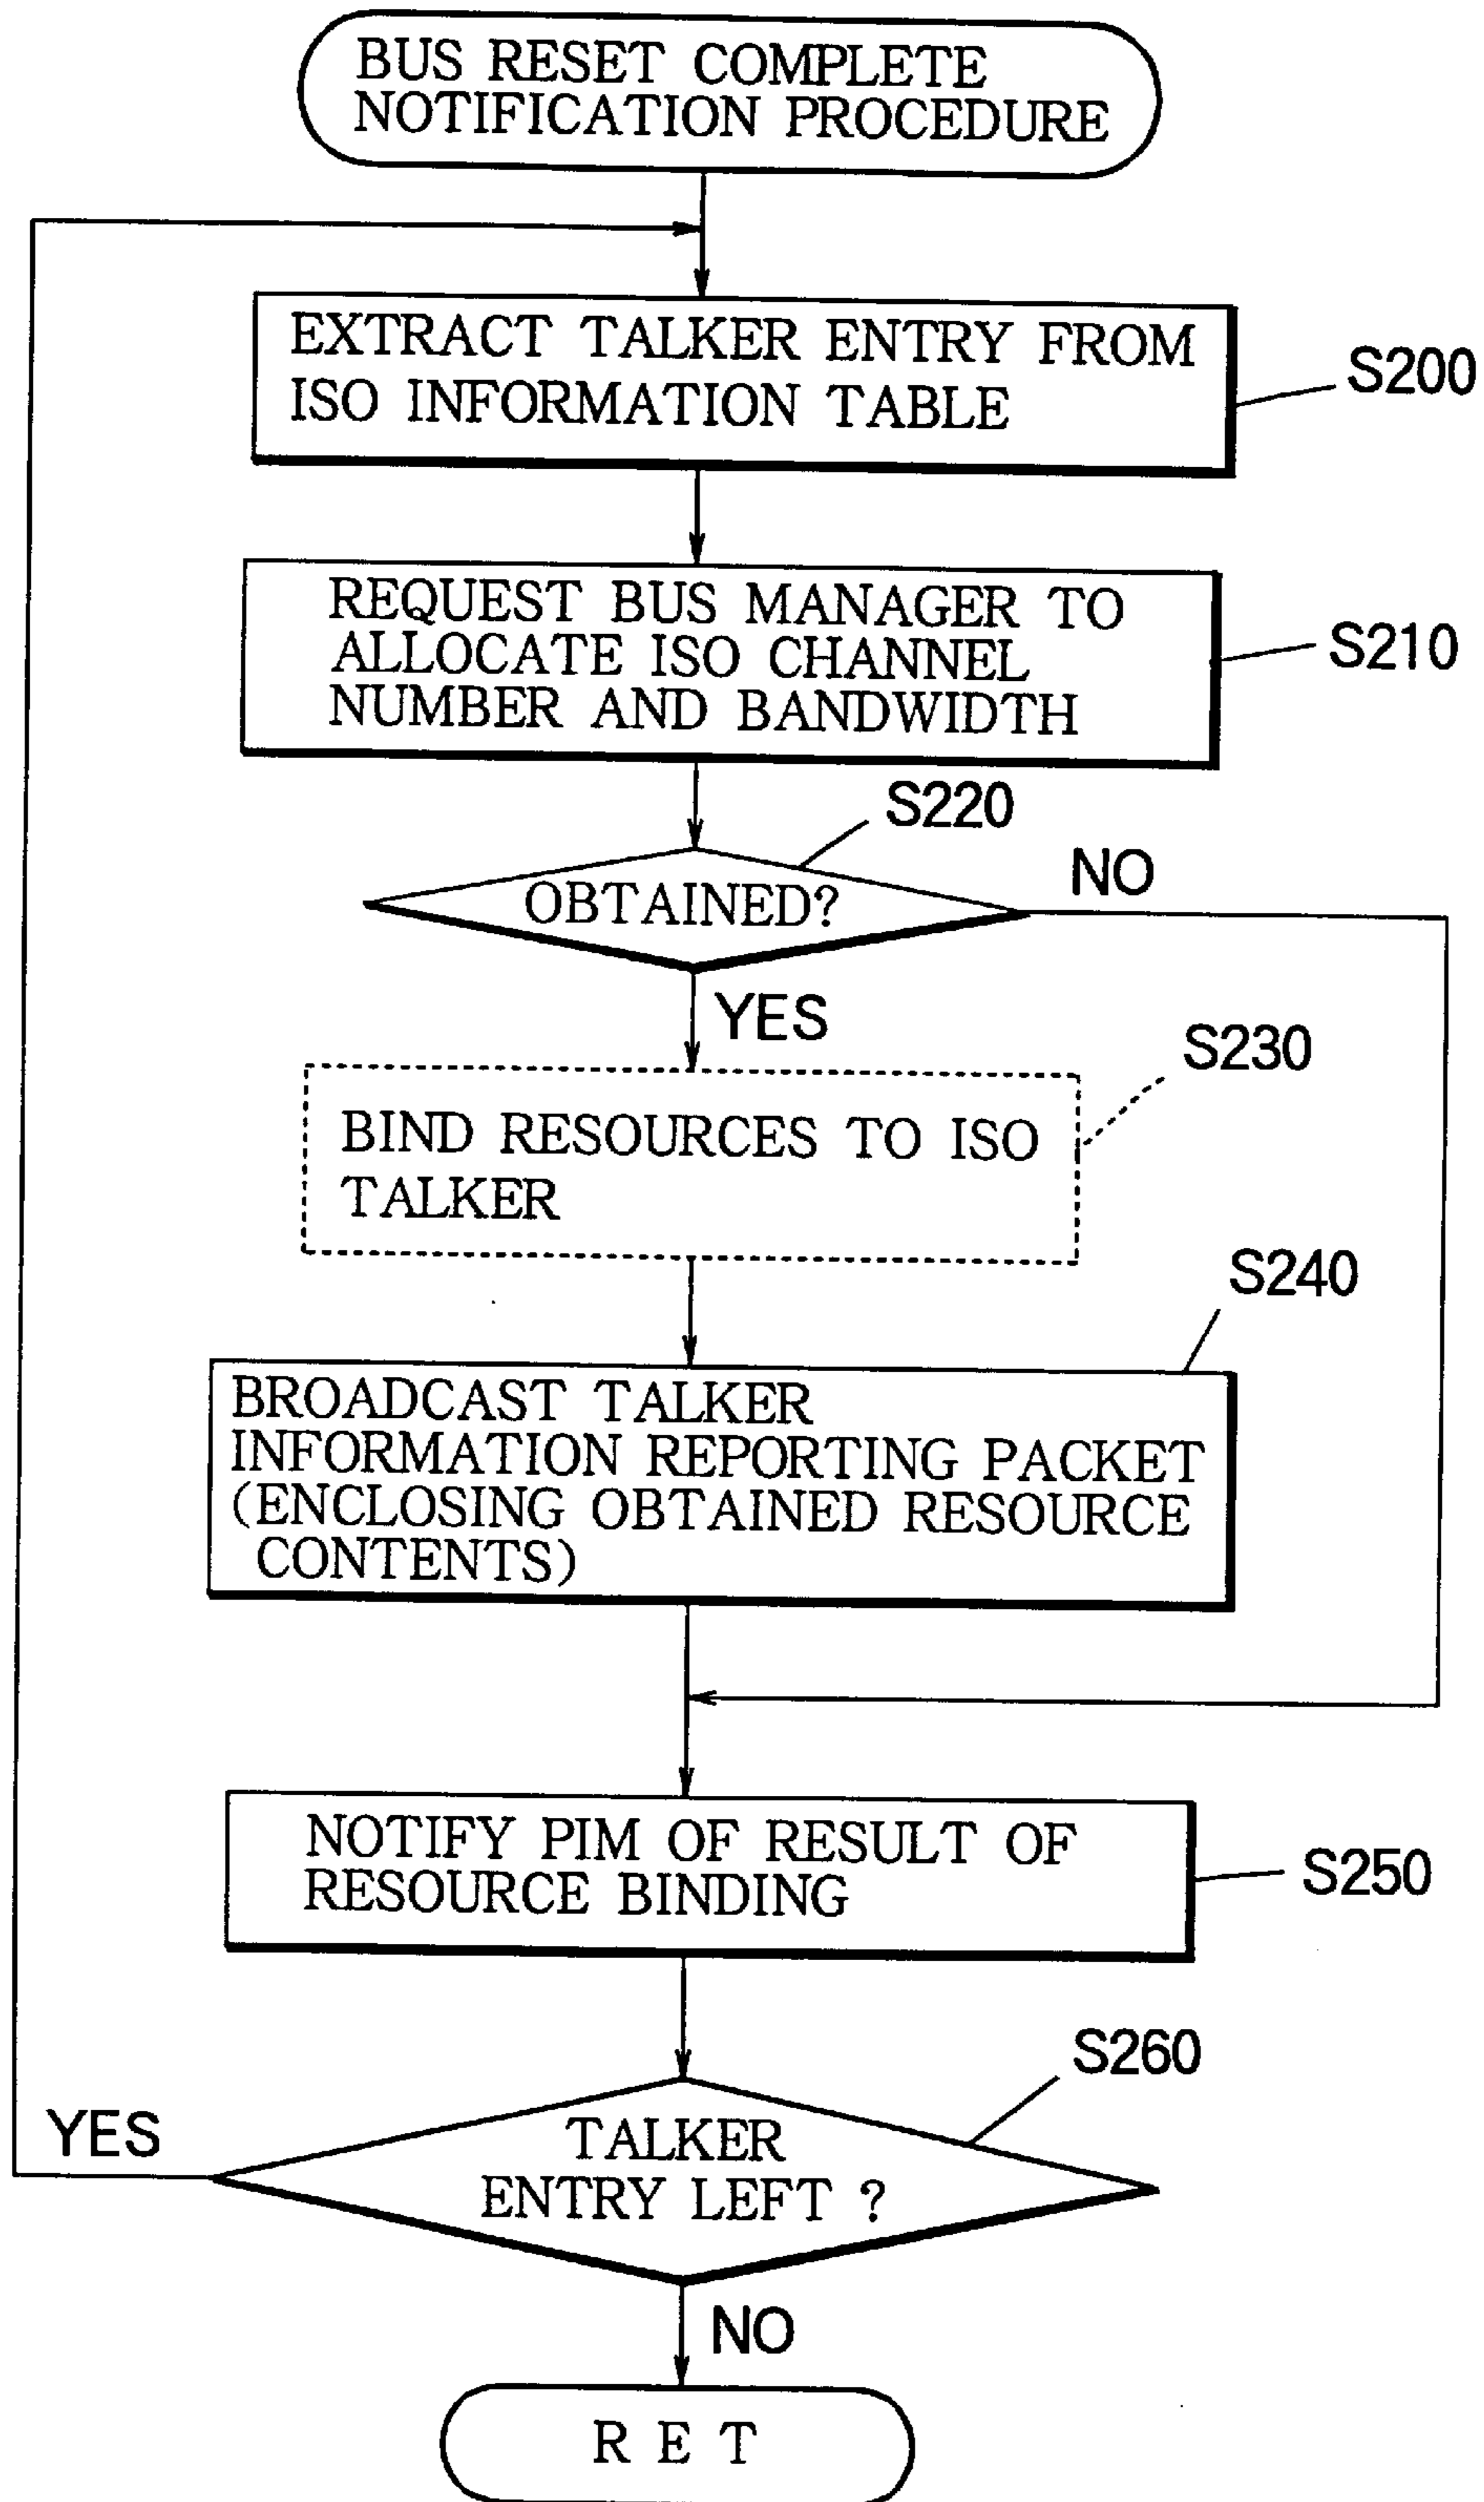 BUS RESET COMPLETE
NOTIFICATION PROCEDURE
EXTRACT TALKER ENTRY FROM
ISO INFORMATION TABLE
S200
REQUEST BUS MANAGER TO
ALLOCATE ISO CHANNEL
NUMBER AND BANDWIDTH
S210
S220
OBTAINED?
NO
YES
S230
BIND RESOURCES TO ISO
TALKER
S240
BROADCAST TALKER
INFORMATION REPORTING PACKET
(ENCLOSING OBTAINED RESOURCE
CONTENTS)
NOTIFY PIM OF RESULT OF
RESOURCE BINDING
S250
S260
YES
TALKER
ENTRY LEFT ?
NO
R E T